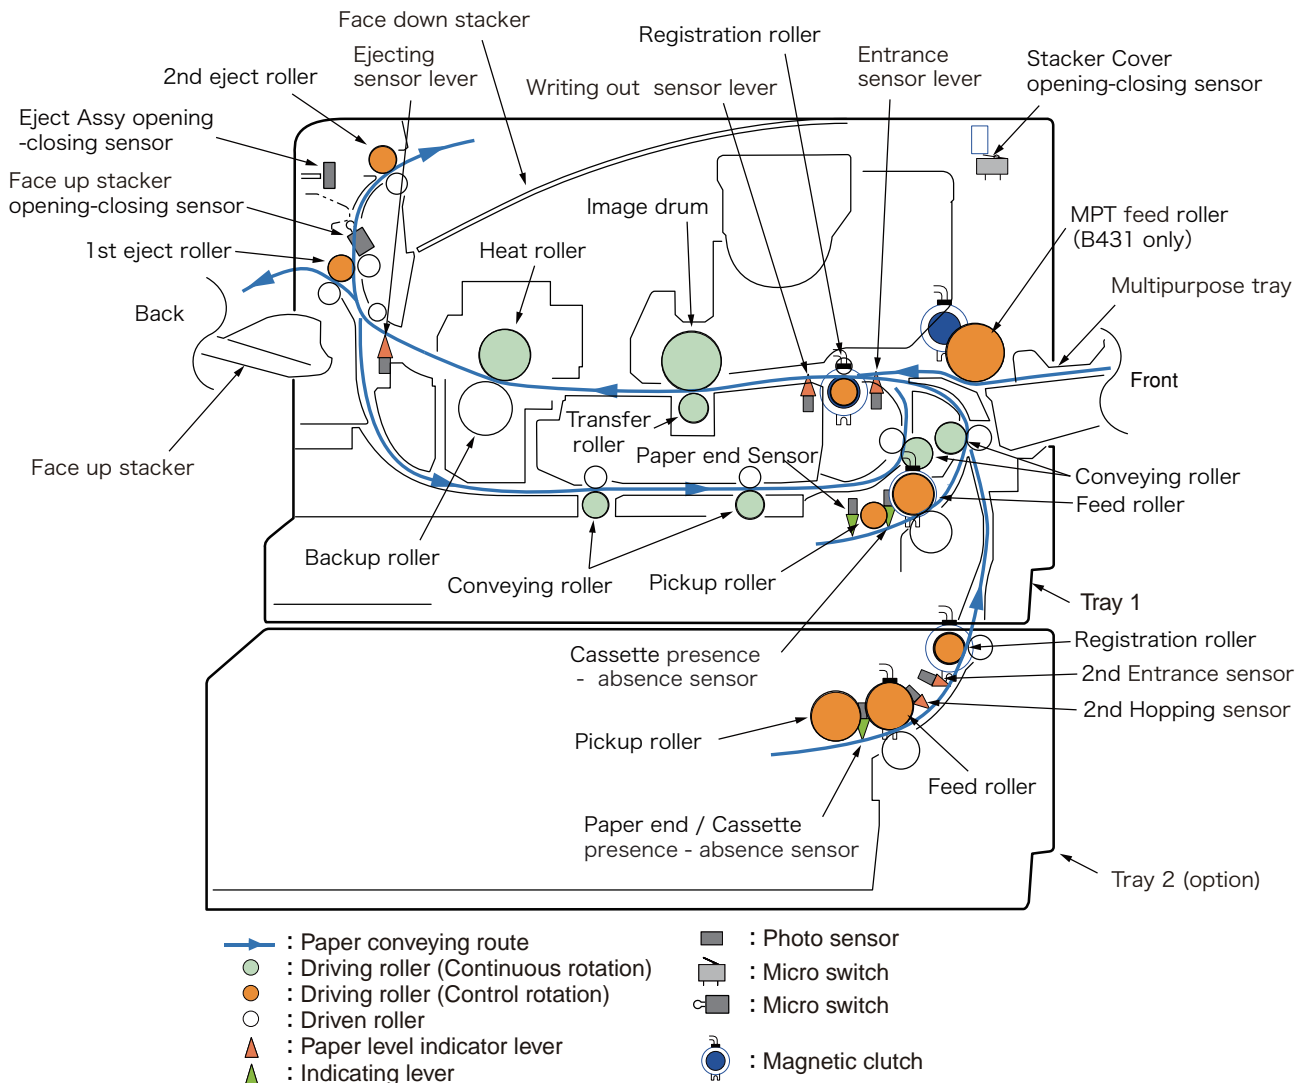 Face down stacker
Registration roller
Ejecting
sensor lever
Entrance
sensor lever
Stacker Cover
opening-closing sensor
2nd eject roller
Writing out sensor lever
Eject Assy opening
-closing sensor
Face up stacker
opening-closing sensor
Image drum
MPT feed roller
(B431 only)
1st eject roller
Heat roller
Multipurpose tray
Back
Front
Transfer
roller
Paper end Sensor
Face up stacker
Conveying roller
Feed roller
Backup roller
Conveying roller
Pickup roller
Tray 1
Registration roller
Cassette presence
- absence sensor
2nd Entrance sensor
2nd Hopping sensor
Pickup roller
Feed roller
Paper end / Cassette
presence - absence sensor
Tray 2 (option)
: Paper conveying route
: Driving roller (Continuous rotation)
: Driving roller (Control rotation)
: Driven roller
: Paper level indicator lever
: Indicating lever
: Photo sensor
: Micro switch
: Micro switch
: Magnetic clutch